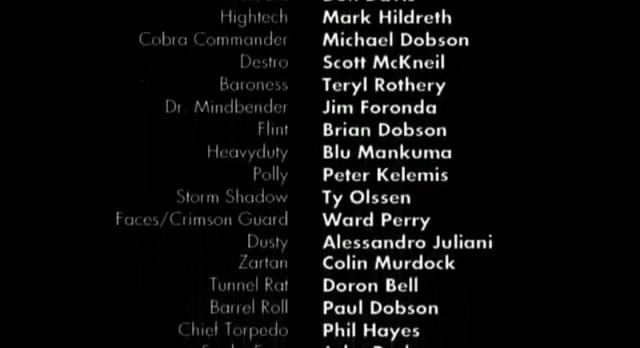 Hightech Mark Hildreth
Cobra Commander Michael Dobson
Destro Scott McKneil
Baroness Teryl Rothery
Dr. Mindbender Jim Foronda
Flint Brian Dobson
Heavyduty Blu Mankuma
Polly Peter Kelemis
Storm Shadow Ty Olssen
Faces/Crimson Guard Ward Perry
Dusty Alessandro Juliani
Zartan Colin Murdock
Tunnel Rat Doron Bell
Barrel Roll Paul Dobson
Chief Torpedo Phil Hayes